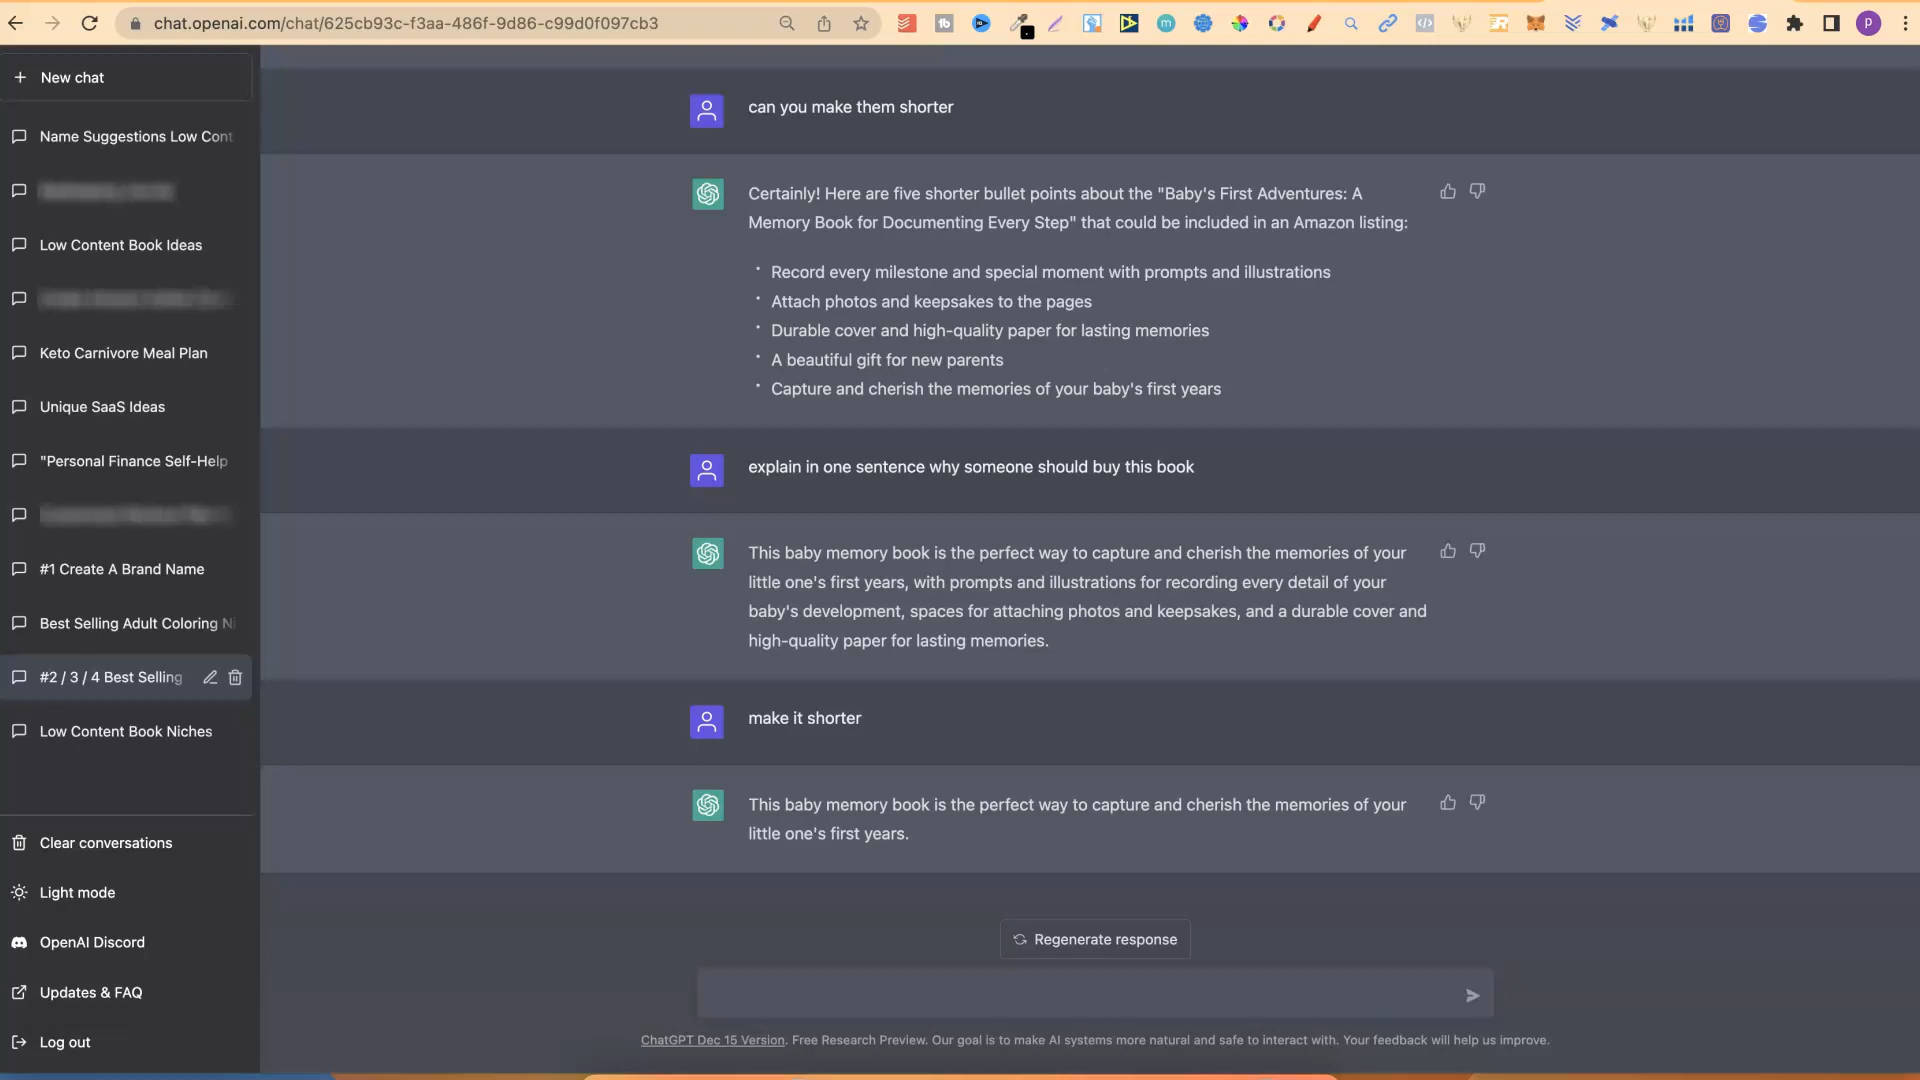 chat.openai.com/chat/625cb93c-f3aa-486f-9d86-c99d0f097cb3
New chat
Name Suggestions Low Cont
Low Content Book Ideas
Keto Carnivore Meal Plan
Unique SaaS Ideas
"Personal Finance Self-Help
#1 Create A Brand Name
Best Selling Adult Coloring Ni
#2 / 3 / 4 Best Selling
Low Content Book Niches
Clear conversations
Light mode
OpenAI Discord
Updates & FAQ
Log out
can you make them shorter
Certainly! Here are five shorter bullet points about the "Baby's First Adventures: A
Memory Book for Documenting Every Step" that could be included in an Amazon listing:
• Record every milestone and special moment with prompts and illustrations
• Attach photos and keepsakes to the pages
• Durable cover and high-quality paper for lasting memories
• A beautiful gift for new parents
• Capture and cherish the memories of your baby's first years
explain in one sentence why someone should buy this book
This baby memory book is the perfect way to capture and cherish the memories of your
little one's first years, with prompts and illustrations for recording every detail of your
baby's development, spaces for attaching photos and keepsakes, and a durable cover and
high-quality paper for lasting memories.
make it shorter
This baby memory book is the perfect way to capture and cherish the memories of your
little one's first years.
Regenerate response
ChatGPT Dec 15 Version. Free Research Preview. Our goal is to make AI systems more natural and safe to interact with. Your feedback will help us improve.